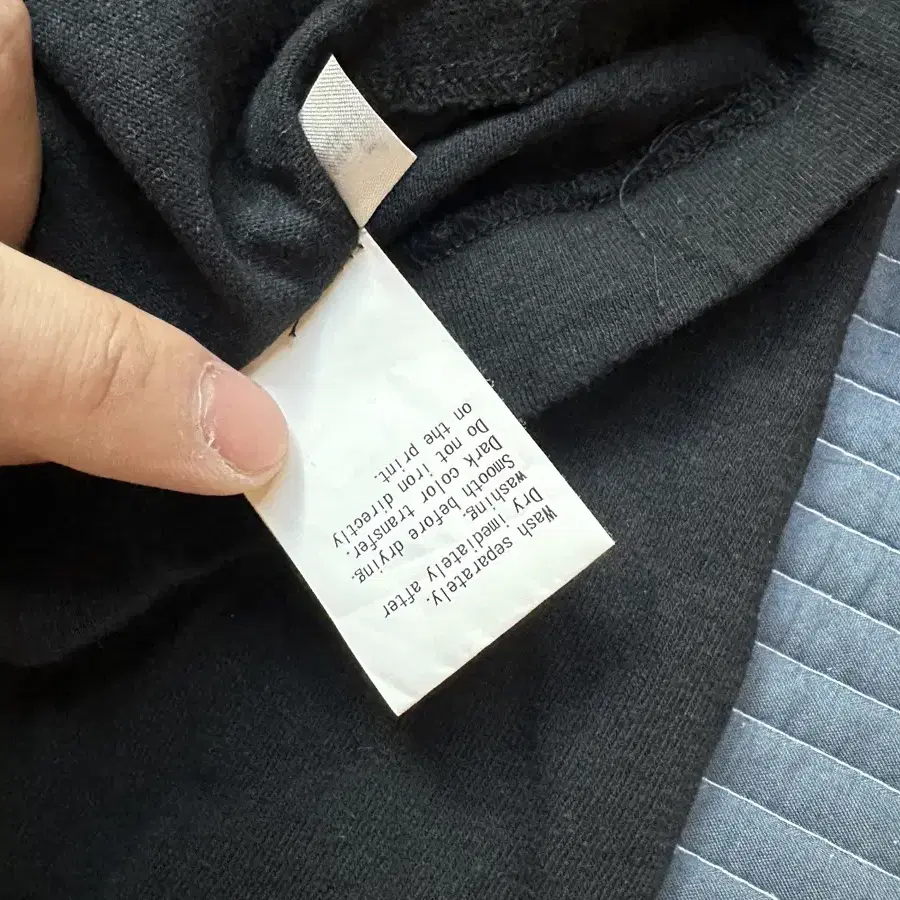 Wash separately.
Dry imediately after
washing.
Smooth before drying.
Dark color transfer.
Do not iron directly
on the print.